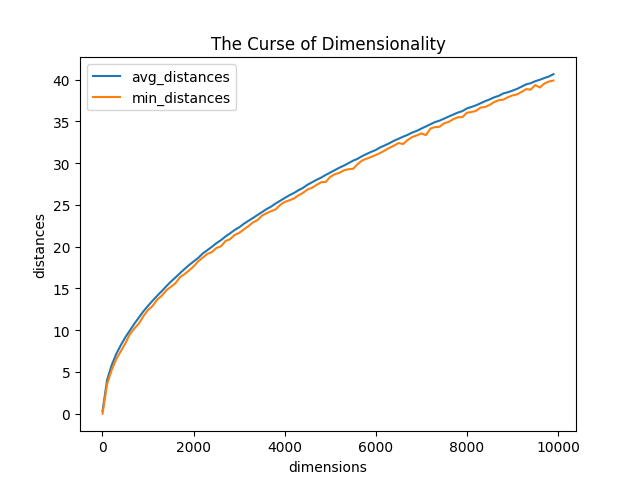 The Curse of Dimensionality
avg_distances
min_distances
40
35
30
25
20
15
10
5
0
distances
0 2000 4000 6000 8000 10000
dimensions